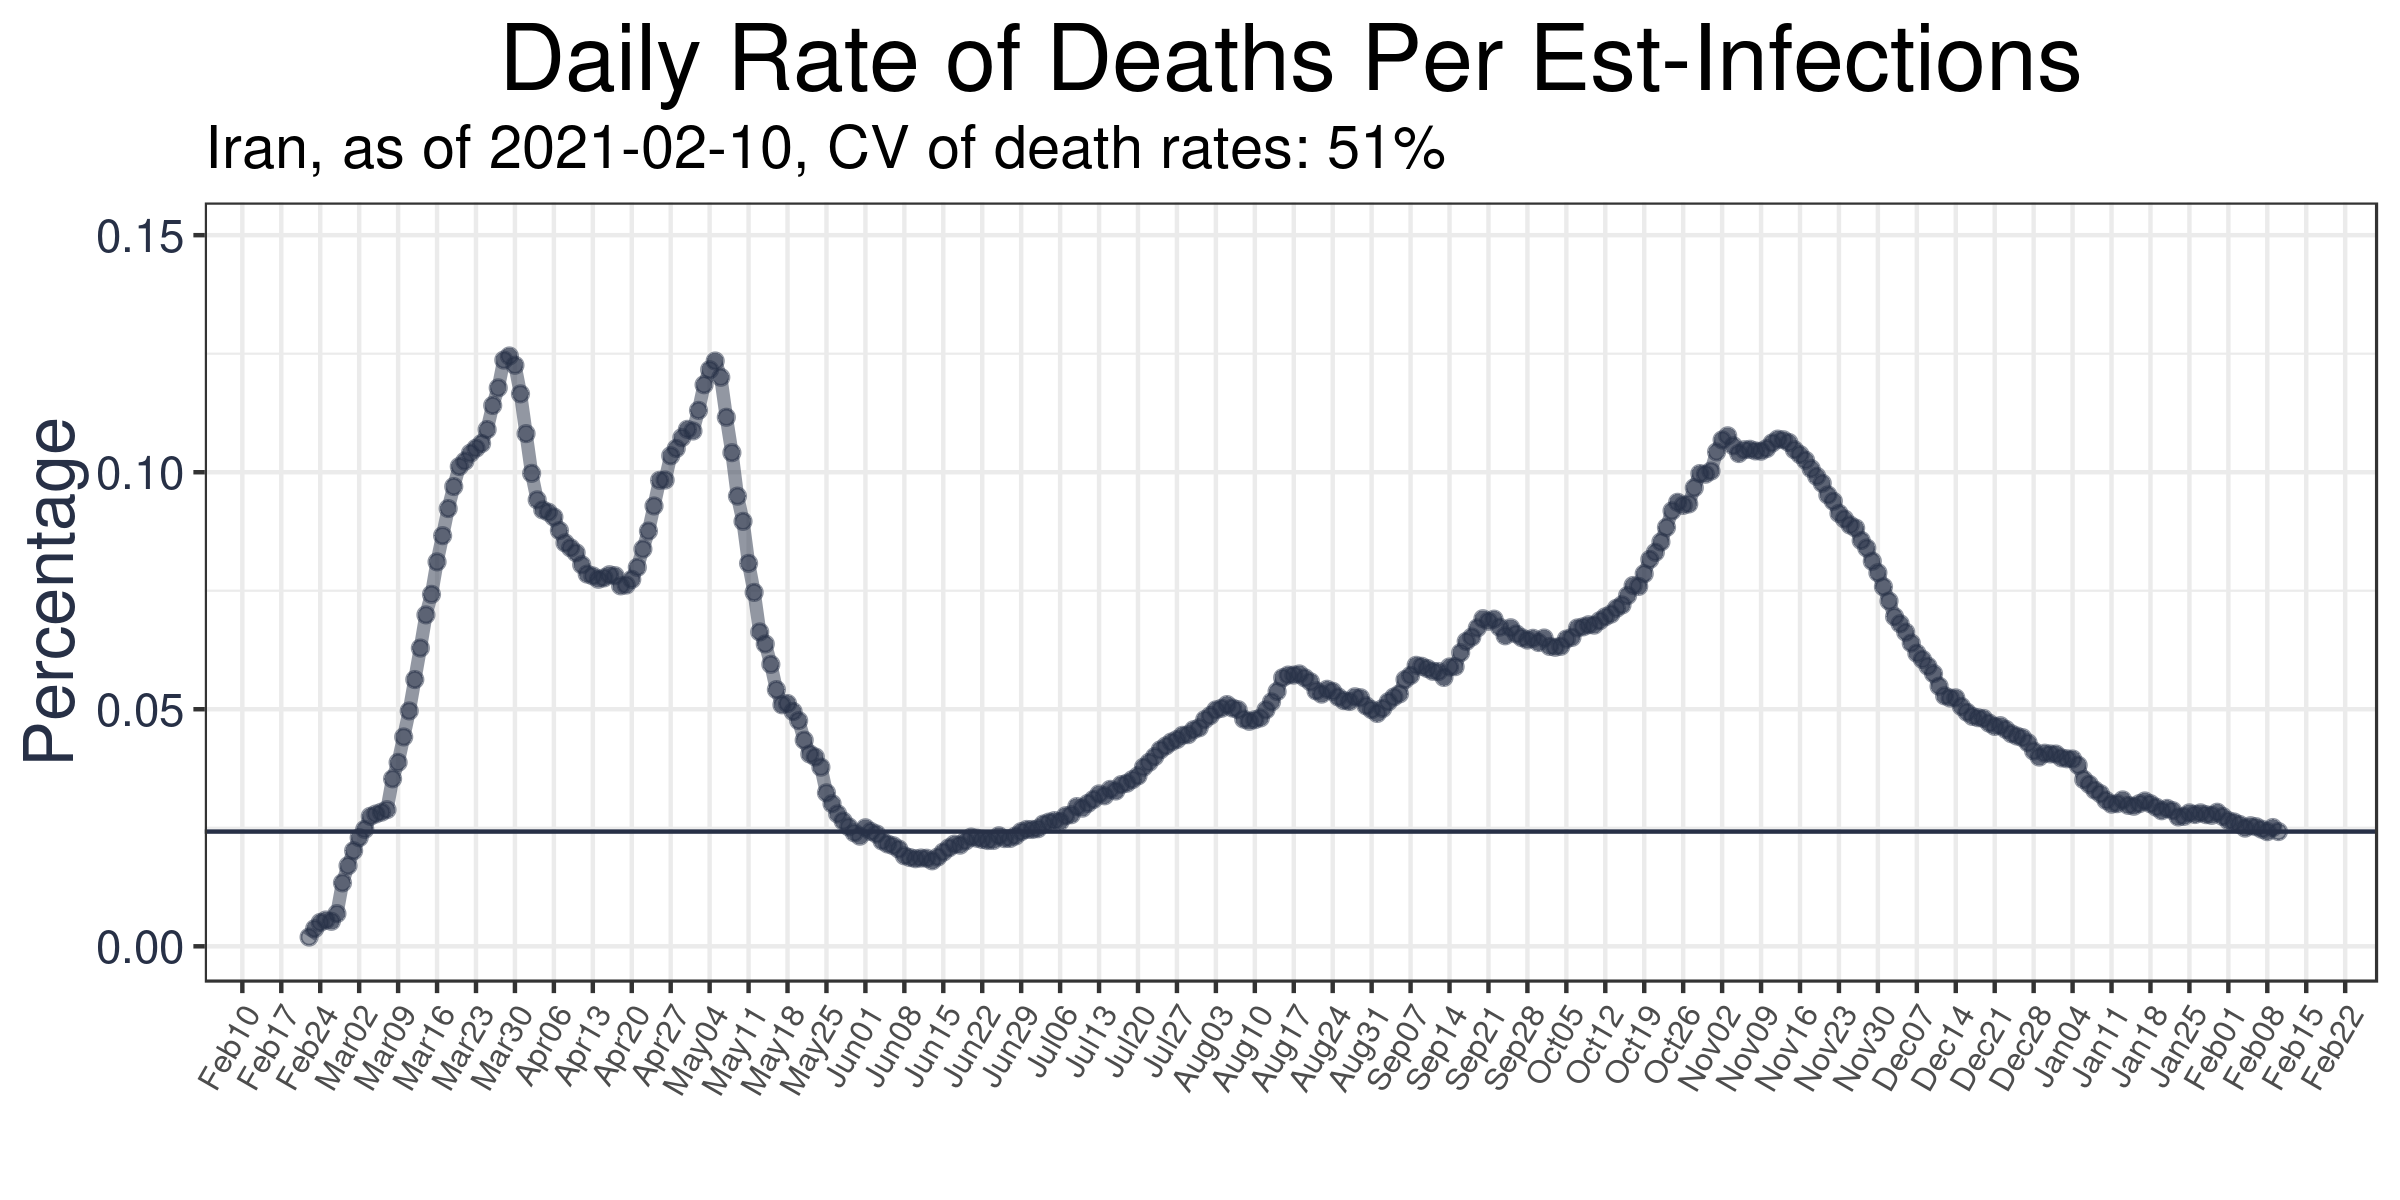 Daily Rate of Deaths Per Est-Infections
Iran, as of 2021-02-10, CV of death rates: 51%
Percentage
0.15
0.10
0.05
0.00
Feb10
Feb17
Feb24
Mar02
Mar09
Mar16
Mar23
Mar30
Apr06
Apr13
Apr20
Apr27
May04
May11
May18
May25
Jun01
Jun08
Jun15
Jun22
Jun29
Jul06
Jul13
Jul20
Jul27
Aug03
Aug10
Aug17
Aug24
Aug31
Sep07
Sep14
Sep21
Sep28
Oct05
Oct12
Oct19
Oct26
Nov02
Nov09
Nov16
Nov23
Nov30
Dec07
Dec14
Dec21
Dec28
Jan04
Jan11
Jan18
Jan25
Feb01
Feb08
Feb15
Feb22